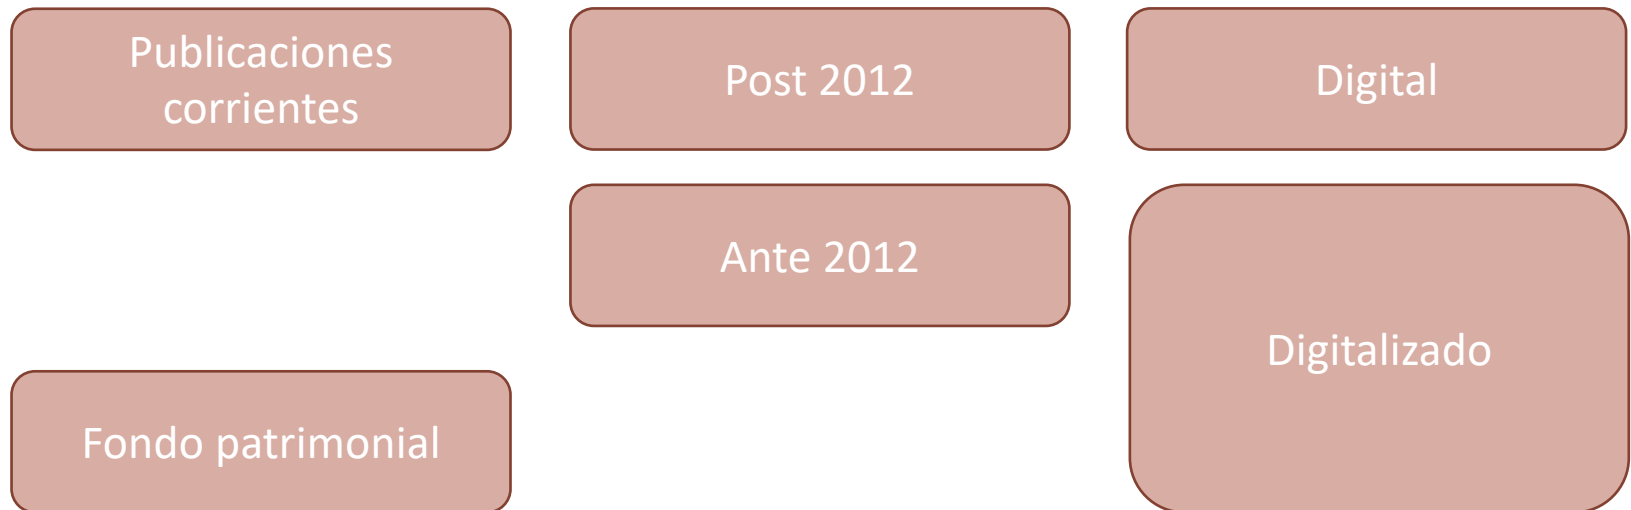 Publicaciones
corrientes
Post 2012
Digital
Ante 2012
Digitalizado
Fondo patrimonial